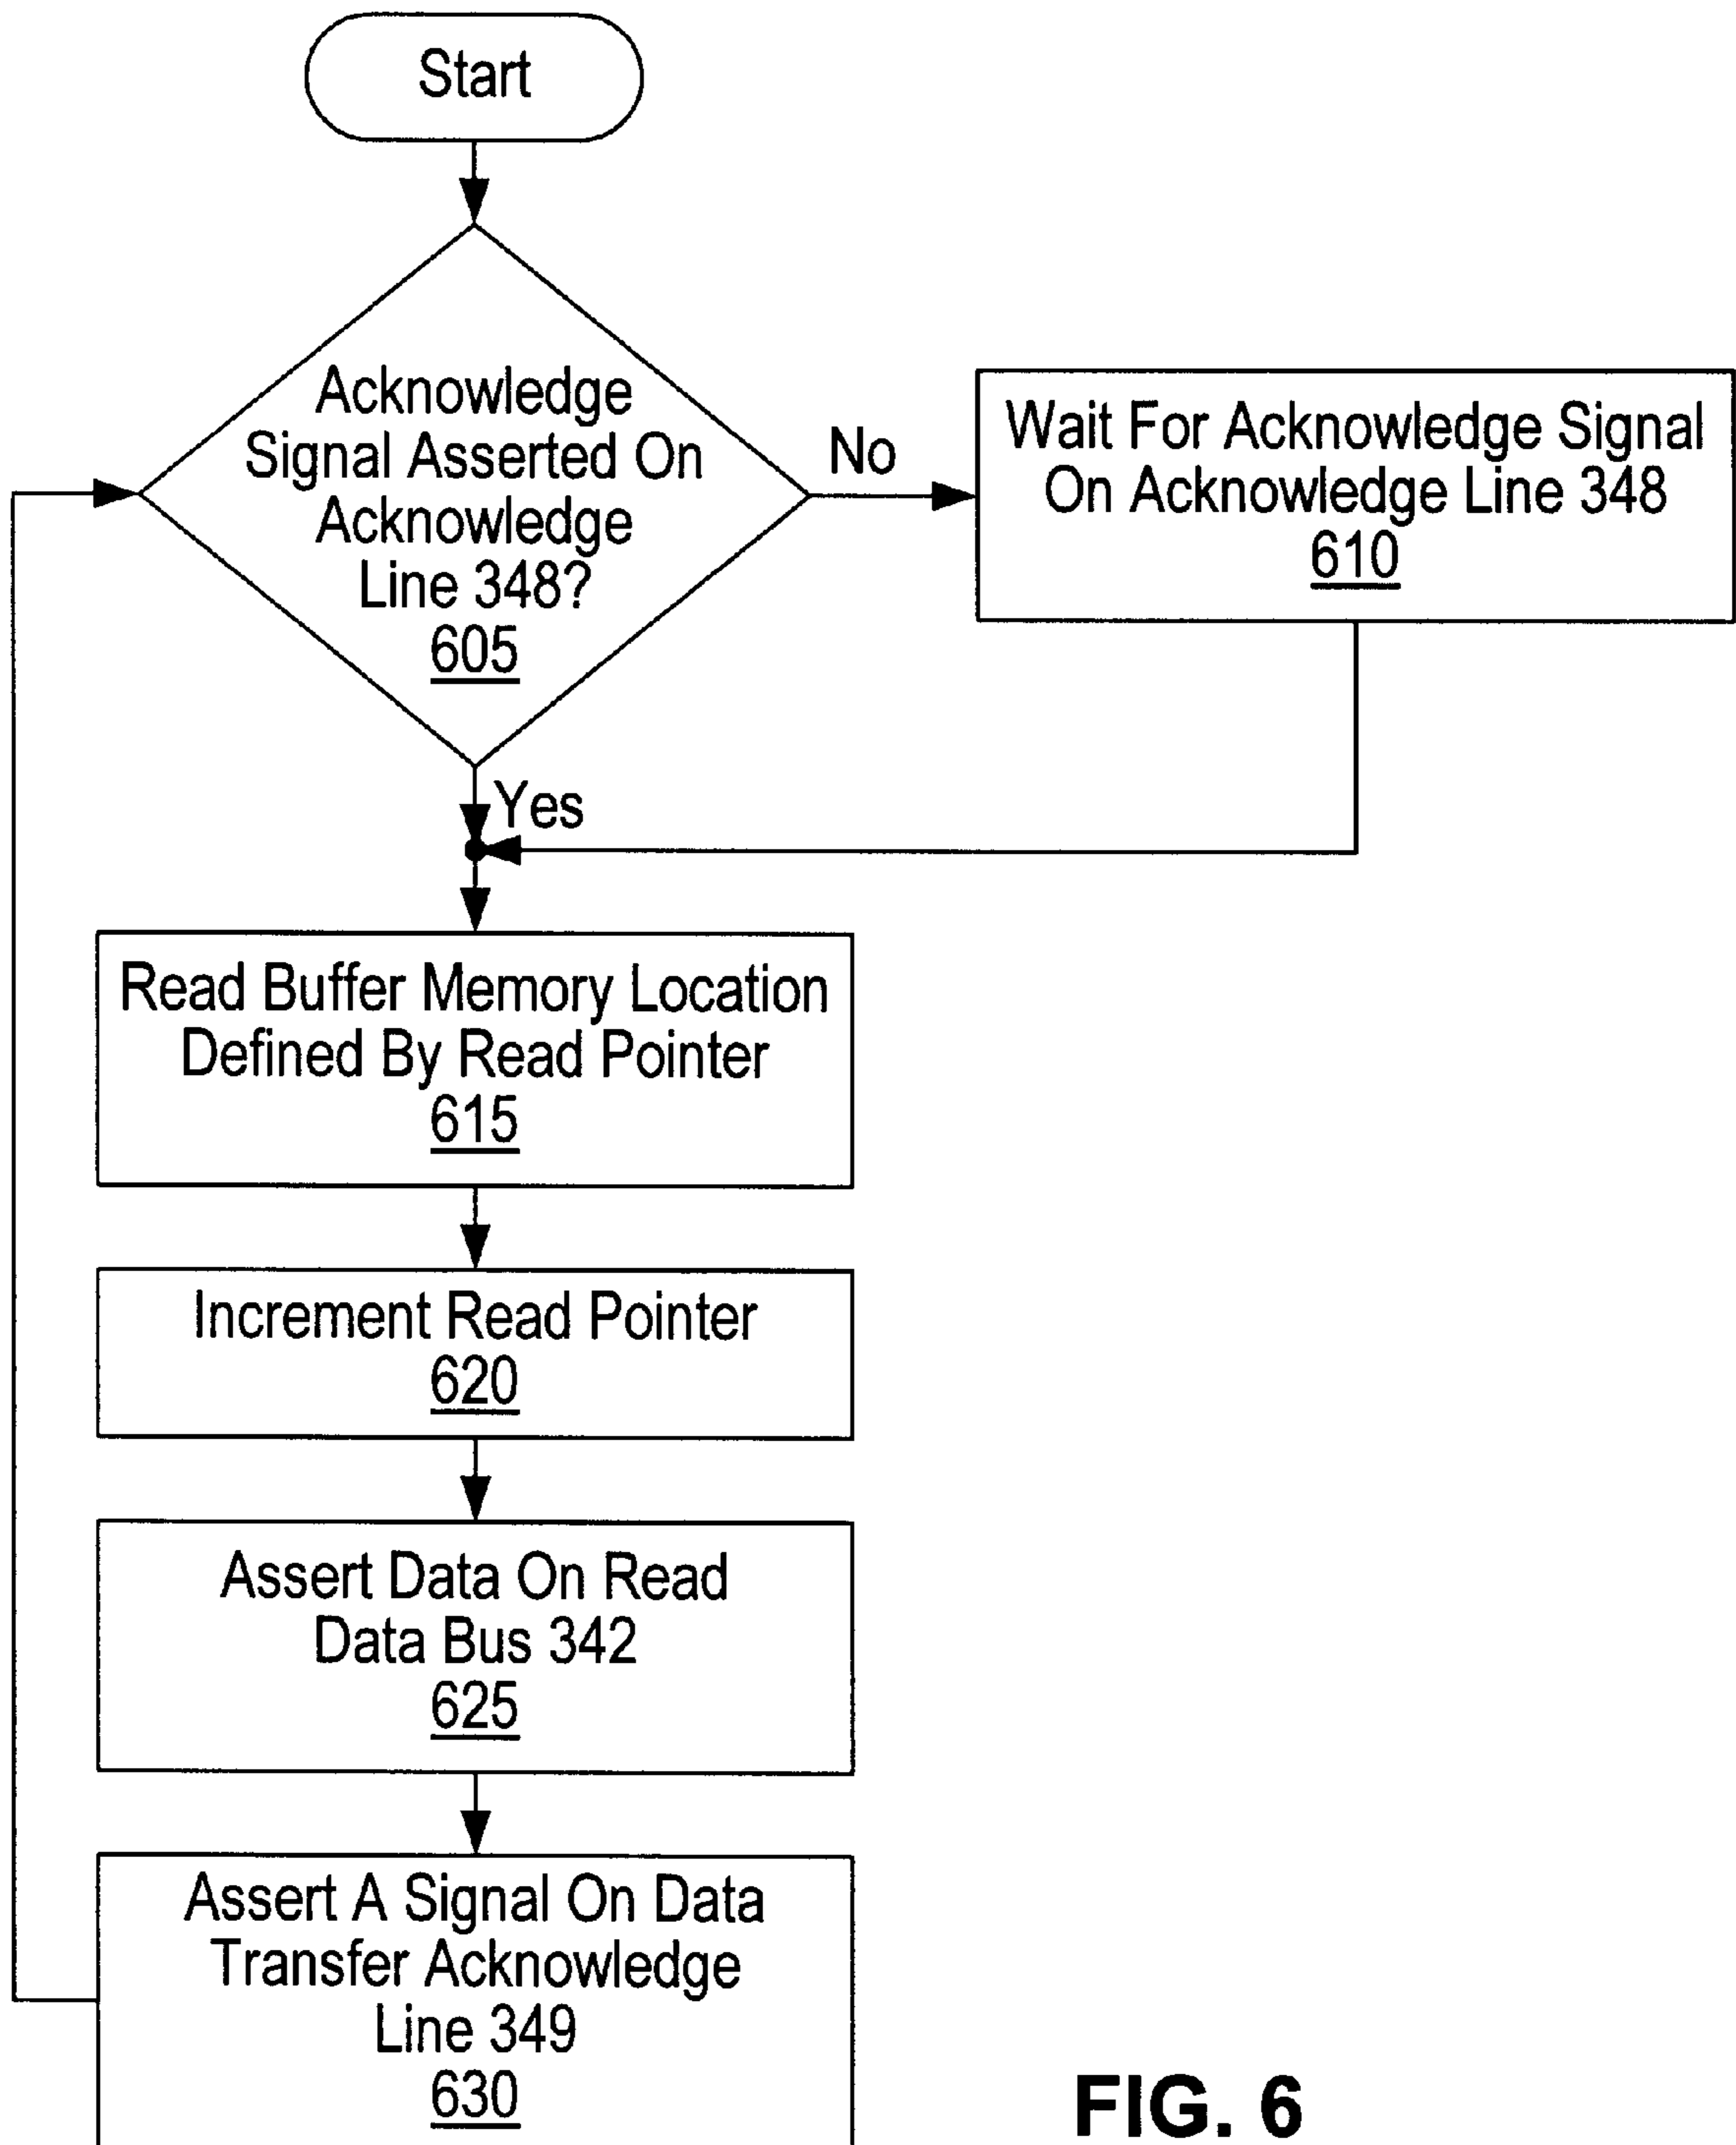 Start
Acknowledge
Signal Asserted On
Acknowledge
Line 348?
605
No
Wait For Acknowledge Signal
On Acknowledge Line 348
610
Yes
Read Buffer Memory Location
Defined By Read Pointer
615
Increment Read Pointer
620
Assert Data On Read
Data Bus 342
625
Assert A Signal On Data
Transfer Acknowledge
Line 349
630
FIG. 6